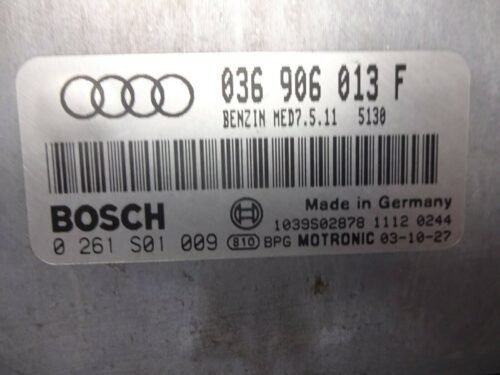 036 906 013 F
BENZIN MED7.5.11 5130
BOSCH
Made in Germany
1039S02878 1112 0244
0 261 S01 009 810 BPG MOTRONIC 03-10-27